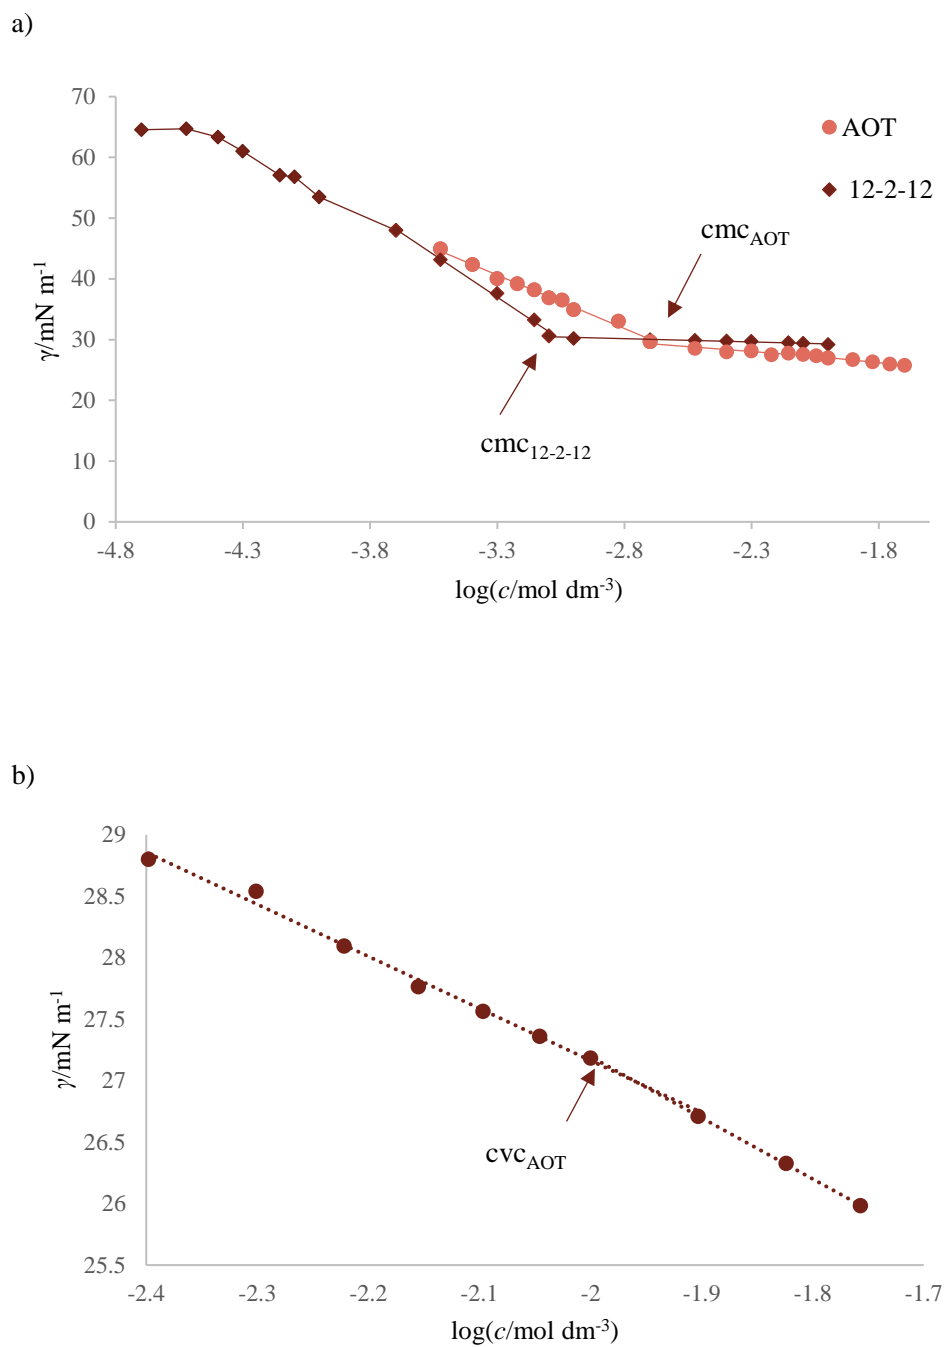 a)
70
60
50
40
30
20
10
0
γ/mN m⁻¹
-4.8 -4.3 -3.8 -3.3 -2.8 -2.3 -1.8
log(c/mol dm⁻³)
AOT
12-2-12
cmc_AOT
cmc_12-2-12
b)
29
28.5
28
27.5
27
26.5
26
25.5
γ/mN m⁻¹
-2.4 -2.3 -2.2 -2.1 -2 -1.9 -1.8 -1.7
log(c/mol dm⁻³)
cvc_AOT